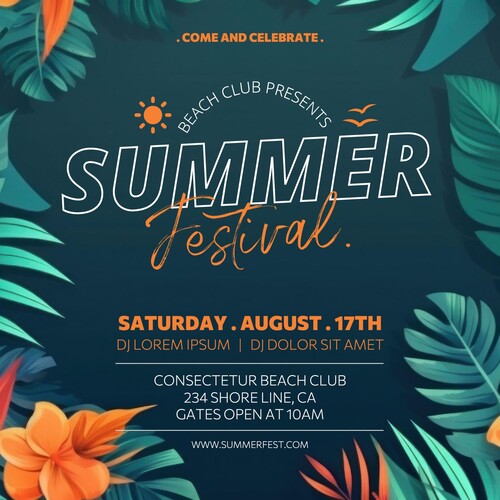 . COME AND CELEBRATE .
BEACH CLUB PRESENTS
SUMMER
Festival.
SATURDAY . AUGUST . 17TH
DJ LOREM IPSUM | DJ DOLOR SIT AMET
CONSECTETUR BEACH CLUB
234 SHORE LINE, CA
GATES OPEN AT 10AM
WWW.SUMMERFEST.COM